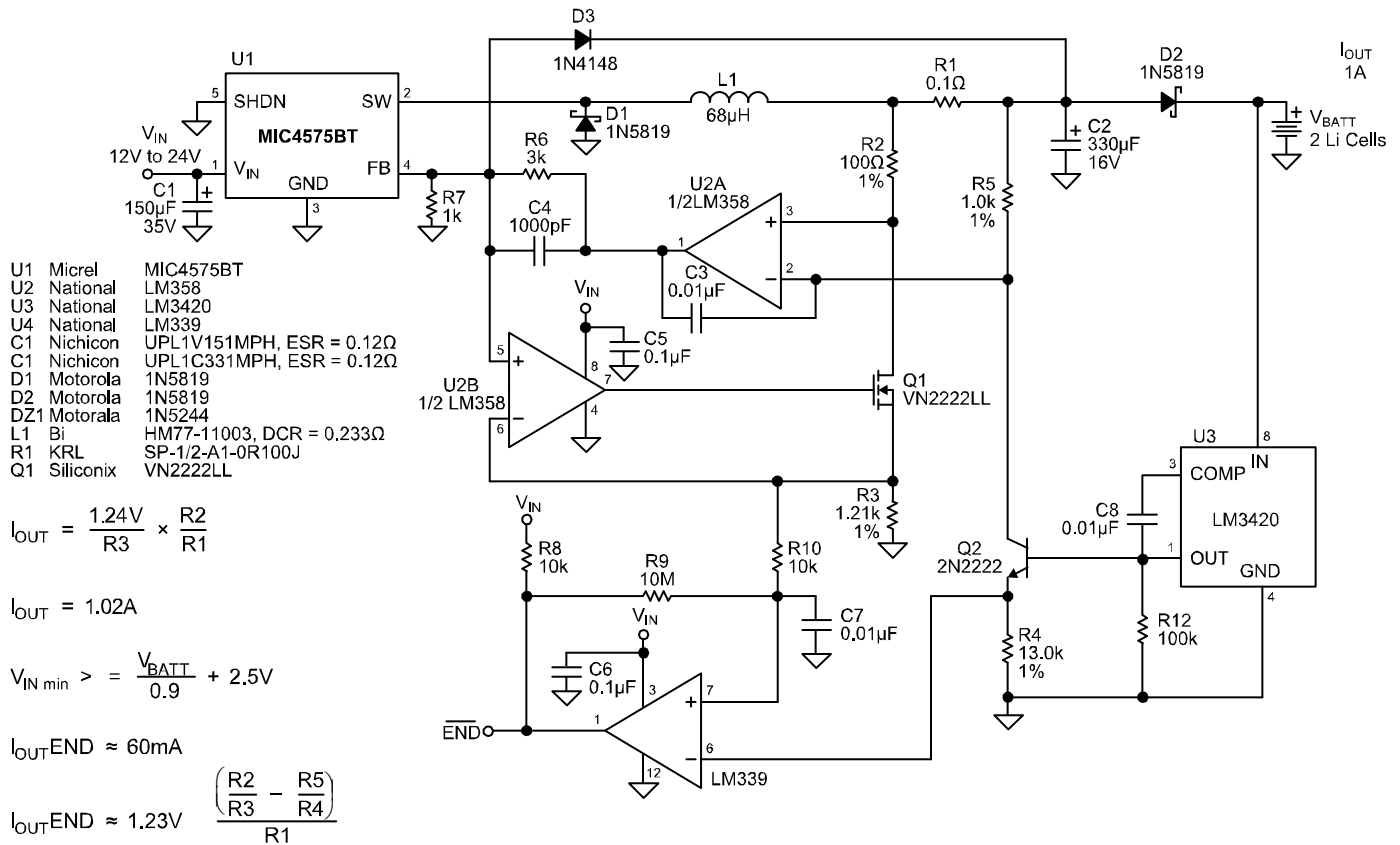 D3
1N4148
U1
5
SHDN
SW
2
MIC4575BT
VIN
12V to 24V
1
VIN
FB
4
GND
3
C1
150µF
35V
+
D1
1N5819
L1
68µH
R1
0.1Ω
D2
1N5819
IOUT
1A
+
VBATT
2 Li Cells
+
C2
330µF
16V
R6
3k
R7
1k
C4
1000pF
R2
100Ω
1%
R5
1.0k
1%
U2A
1/2LM358
3
+
1
2
−
C3
0.01µF
VIN
C5
0.1µF
5
+
8
7
U2B
1/2 LM358
4
−
6
Q1
VN2222LL
U1 Micrel MIC4575BT
U2 National LM358
U3 National LM3420
U4 National LM339
C1 Nichicon UPL1V151MPH, ESR = 0.12Ω
C1 Nichicon UPL1C331MPH, ESR = 0.12Ω
D1 Motorola 1N5819
D2 Motorola 1N5819
DZ1 Motorala 1N5244
L1 Bi HM77-11003, DCR = 0.233Ω
R1 KRL SP-1/2-A1-0R100J
Q1 Siliconix VN2222LL
U3
8
IN
3
COMP
LM3420
1
OUT
GND
4
C8
0.01µF
R3
1.21k
1%
Q2
2N2222
R12
100k
R4
13.0k
1%
VIN
R8
10k
R9
10M
R10
10k
C7
0.01µF
VIN
C6
0.1µF
3
7
+
1
6
−
12
LM339
END
IOUT = 1.24V/R3 × R2/R1
IOUT = 1.02A
VIN min > = VBATT/0.9 + 2.5V
IOUTEND ≈ 60mA
IOUTEND ≈ 1.23V (R2/R3 − R5/R4)/R1